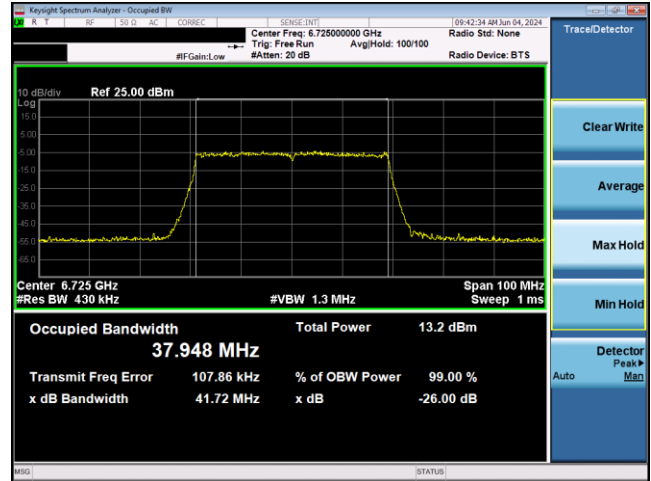 Keysight Spectrum Analyzer - Occupied BW
R T RF 50 Ω AC CORREC SENSE:INT 09:42:34 AM Jun 04, 2024
Center Freq: 6.725000000 GHz Radio Std: None
Trig: Free Run Avg|Hold: 100/100
#IFGain:Low #Atten: 20 dB Radio Device: BTS
Trace/Detector
10 dB/div Ref 25.00 dBm
Log
15.0
5.00
-5.00
-15.0
-25.0
-35.0
-45.0
-55.0
-65.0
Center 6.725 GHz Span 100 MHz
#Res BW 430 kHz #VBW 1.3 MHz Sweep 1 ms
Occupied Bandwidth Total Power 13.2 dBm
37.948 MHz
Transmit Freq Error 107.86 kHz % of OBW Power 99.00 %
x dB Bandwidth 41.72 MHz x dB -26.00 dB
Clear Write
Average
Max Hold
Min Hold
Detector
Peak▶
Auto Man
MSG STATUS